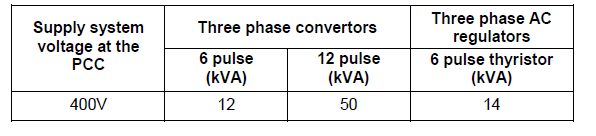 Supply system
voltage at the
PCC
Three phase convertors
Three phase AC
regulators
6 pulse
(kVA)
12 pulse
(kVA)
6 pulse thyristor
(kVA)
400V
12
50
14